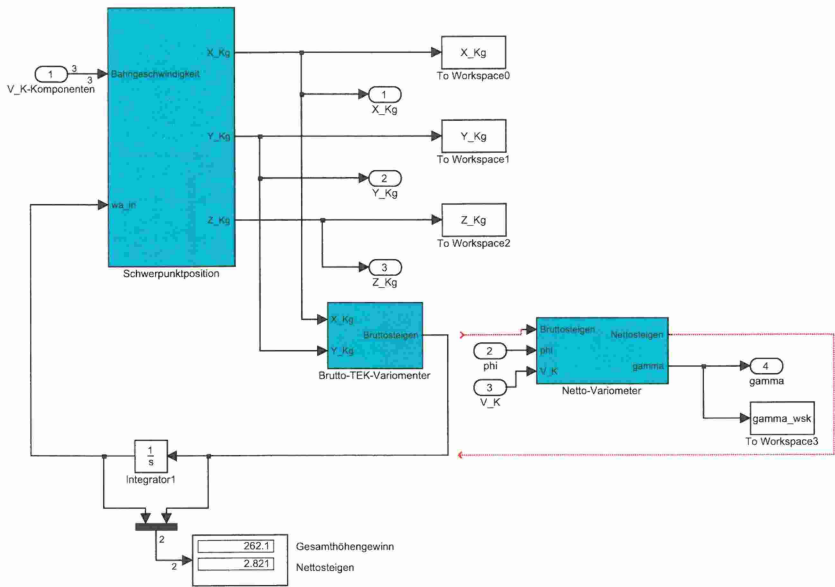 X_Kg
X_Kg
To Workspace0
1
V_K-Komponenten
3
3
Bahngeschwindigkeit
1
X_Kg
Y_Kg
Y_Kg
To Workspace1
2
Y_Kg
wa_in
Z_Kg
Z_Kg
To Workspace2
Schwerpunktposition
3
Z_Kg
X_Kg
Bruttosteigen
Y_Kg
Brutto-TEK-Variomenter
Bruttosteigen
Nettosteigen
2
phi
phi
gamma
4
gamma
3
V_K
V_K
Netto-Variometer
gamma_wsk
To Workspace3
1
s
Integrator1
2
2
262.1
Gesamthöhengewinn
2.821
Nettosteigen